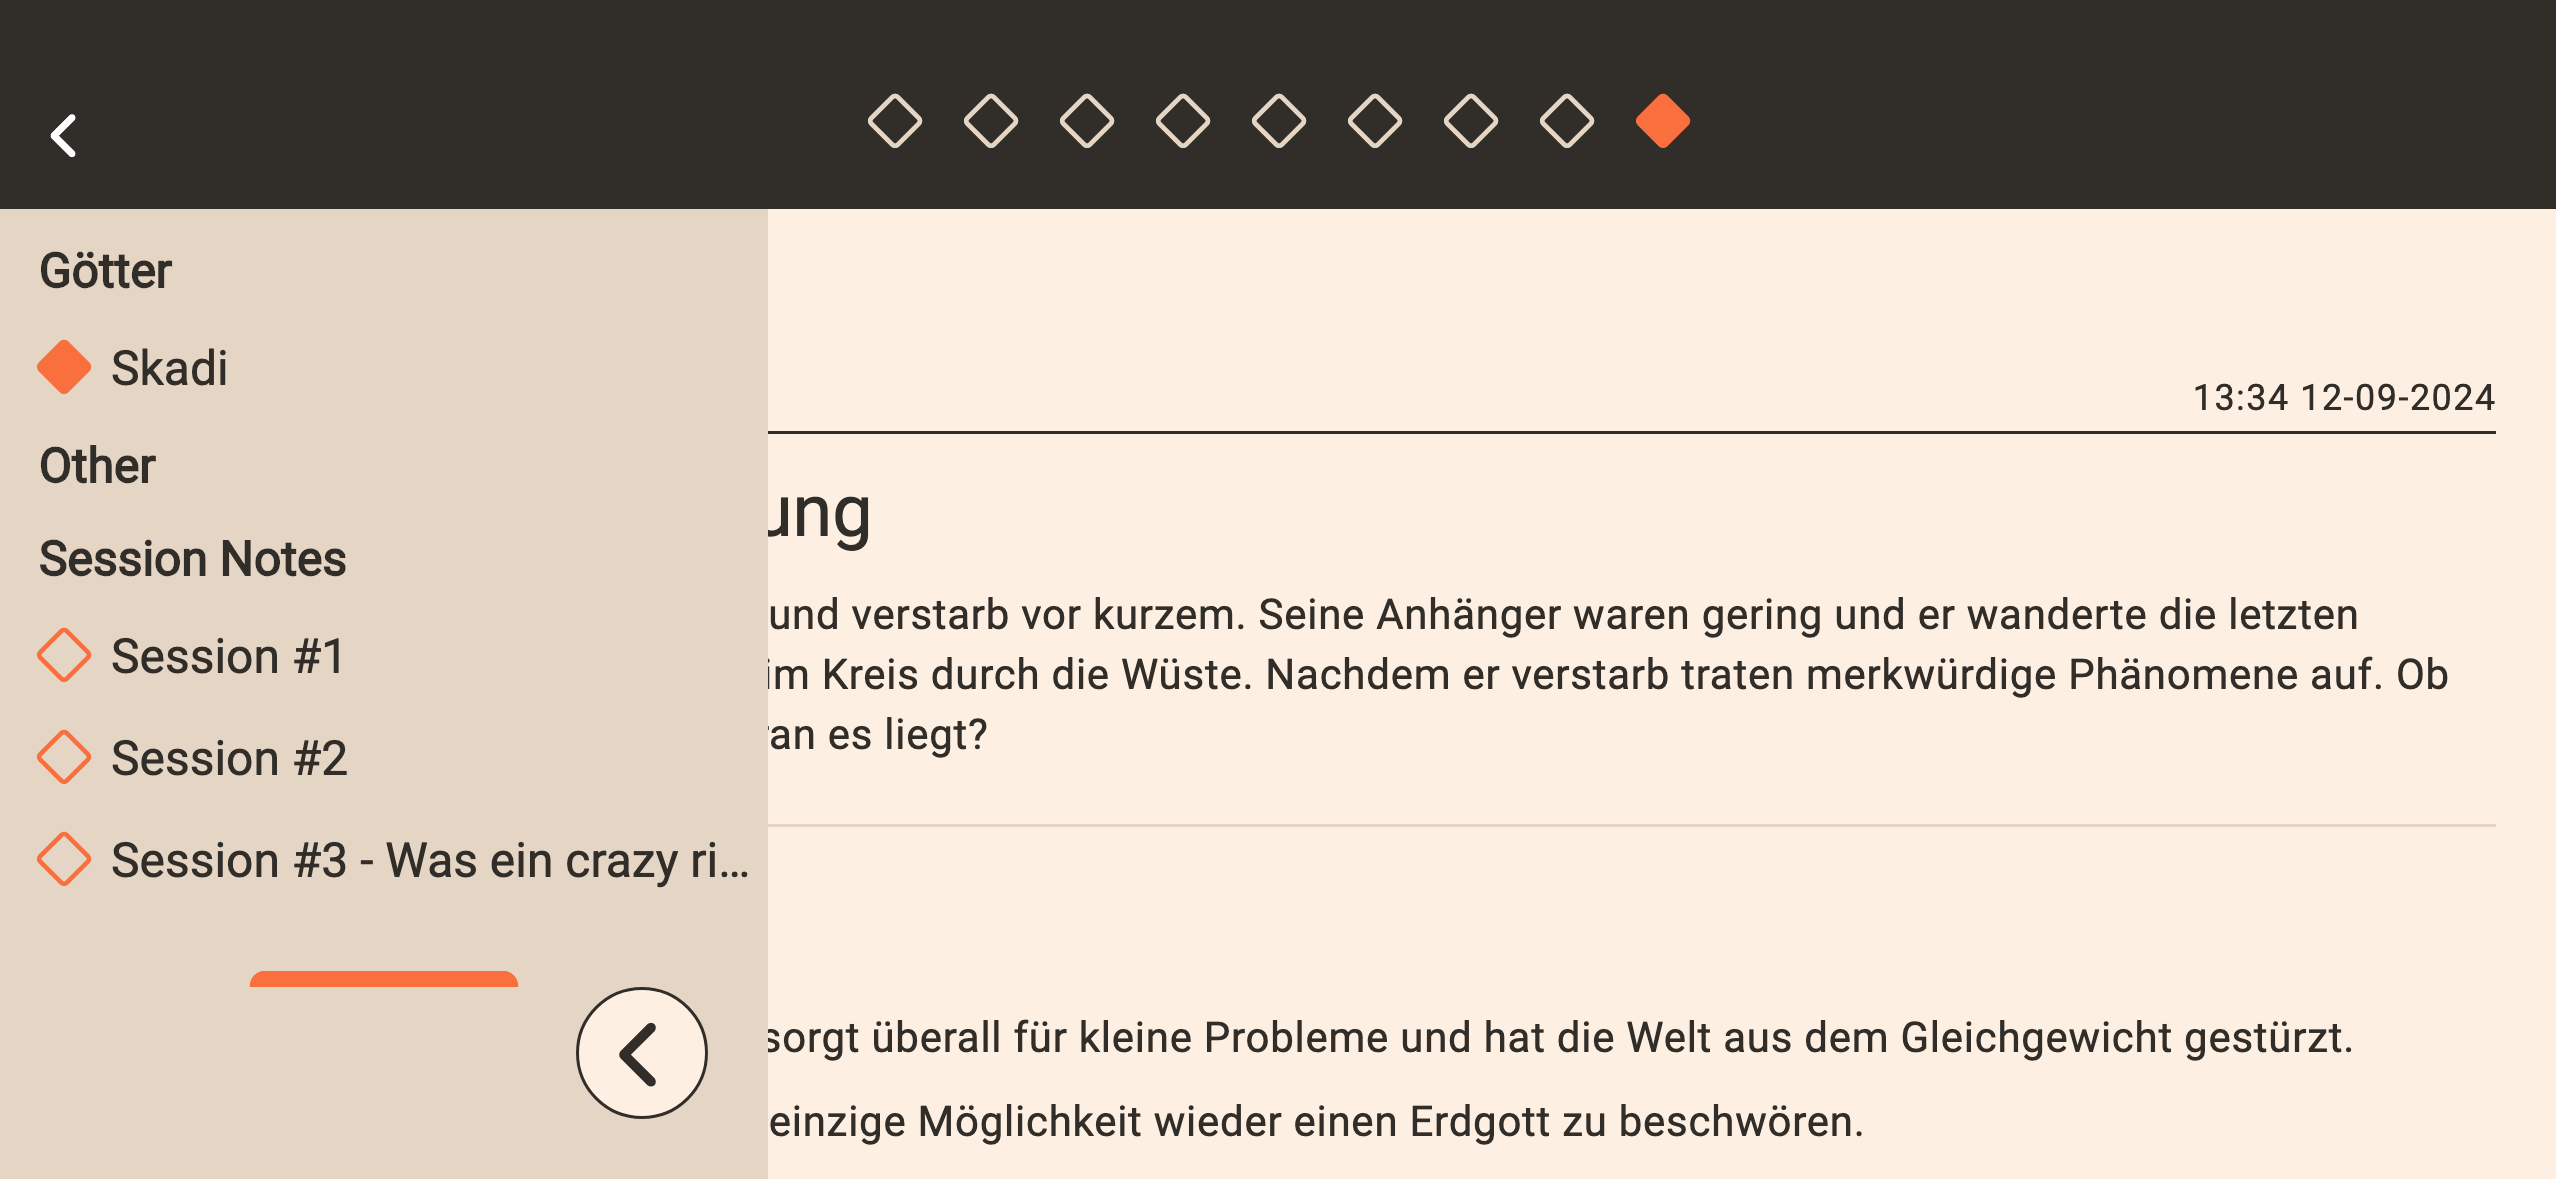 Götter
Skadi
Other
Session Notes
Session #1
Session #2
Session #3 - Was ein crazy ri...
13:34 12-09-2024
ung
und verstarb vor kurzem. Seine Anhänger waren gering und er wanderte die letzten
im Kreis durch die Wüste. Nachdem er verstarb traten merkwürdige Phänomene auf. Ob
ran es liegt?
sorgt überall für kleine Probleme und hat die Welt aus dem Gleichgewicht gestürzt.
einzige Möglichkeit wieder einen Erdgott zu beschwören.